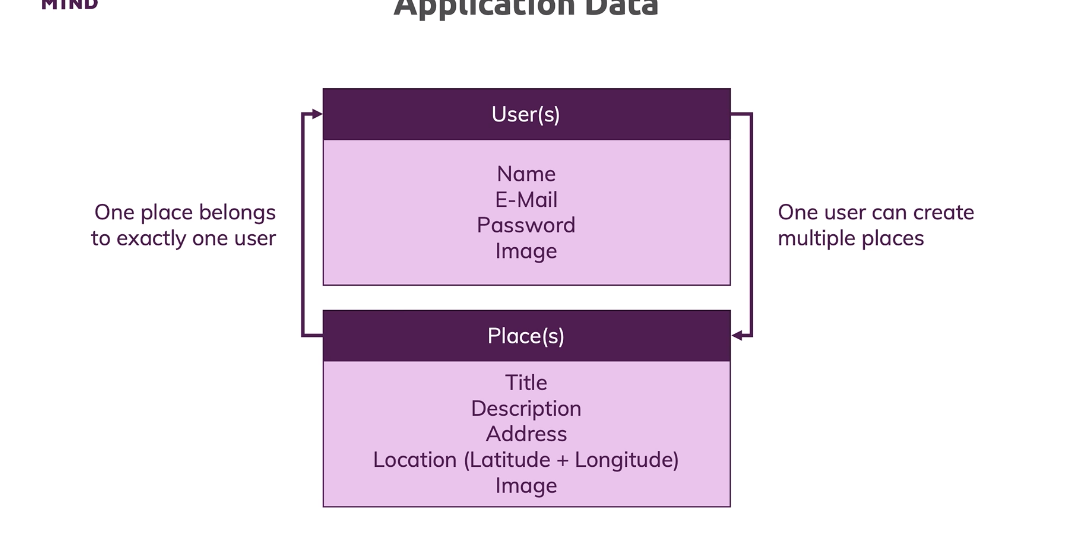 MIND
Application Data
User(s)
Name
E-Mail
Password
Image
One place belongs
to exactly one user
One user can create
multiple places
Place(s)
Title
Description
Address
Location (Latitude + Longitude)
Image